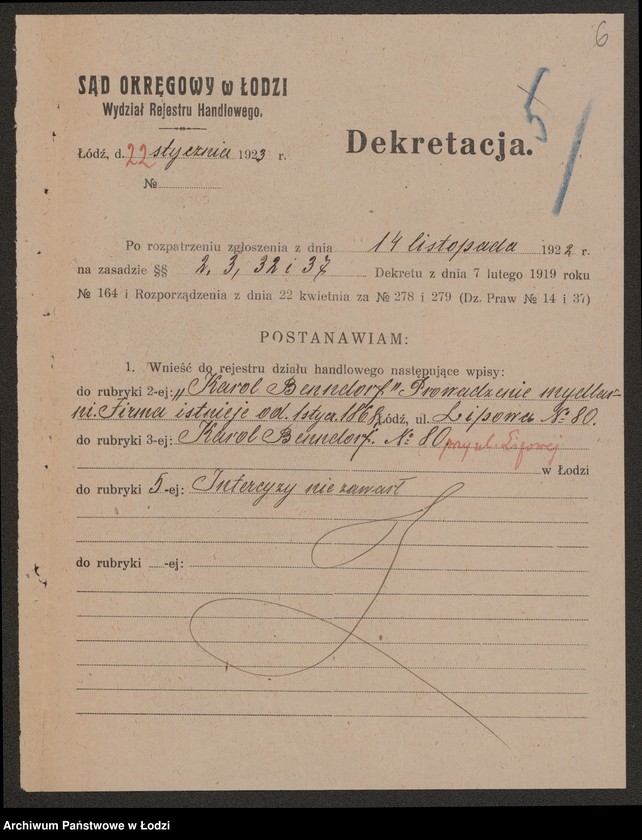 6
SĄD OKRĘGOWY w ŁODZI
Wydział Rejestru Handlowego.
5
Dekretacja.
Łódź, d. 22 stycznia 1923 r.
№
Po rozpatrzeniu zgłoszenia z dnia 14 listopada 1922 r.
na zasadzie §§ 2, 3, 32 i 37 Dekretu z dnia 7 lutego 1919 roku
№ 164 i Rozporządzenia z dnia 22 kwietnia za № 278 i 279 (Dz. Praw № 14 i 37)
POSTANAWIAM:
1. Wnieść do rejestru działu handlowego następujące wpisy:
do rubryki 2-ej: „Karol Benndorf" Prowadzenie mydlar-
ni. Firma istnieje od 1 stycz. Łódź, ul. Lipowa № 80.
do rubryki 3-ej: Karol Benndorf. № 80 przy ul. Lipowej
w Łodzi
do rubryki 5-ej: Intercyzy nie zawarł
do rubryki -ej:
Archiwum Państwowe w Łodzi